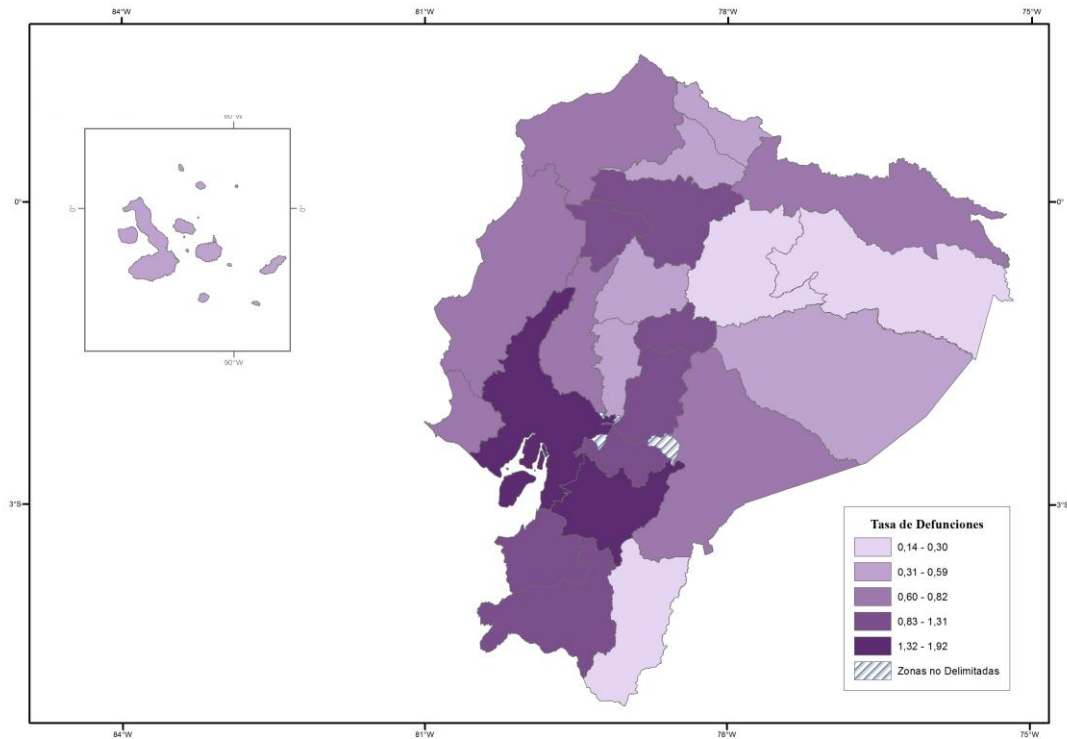 84°W 81°W 78°W 75°W
90°W
0° 0°
90°W
0° 0°
3°S 3°S
Tasa de Defunciones
0,14 - 0,30
0,31 - 0,59
0,60 - 0,82
0,83 - 1,31
1,32 - 1,92
Zonas no Delimitadas
84°W 81°W 78°W 75°W